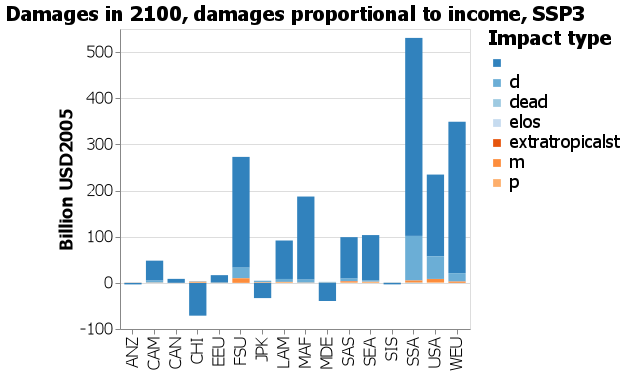 Damages in 2100, damages proportional to income, SSP3
Impact type
d
dead
elos
extratropicalst
m
p
Billion USD2005
500
400
300
200
100
0
-100
ANZ
CAM
CAN
CHI
EEU
FSU
JPK
LAM
MAF
MDE
SAS
SEA
SIS
SSA
USA
WEU